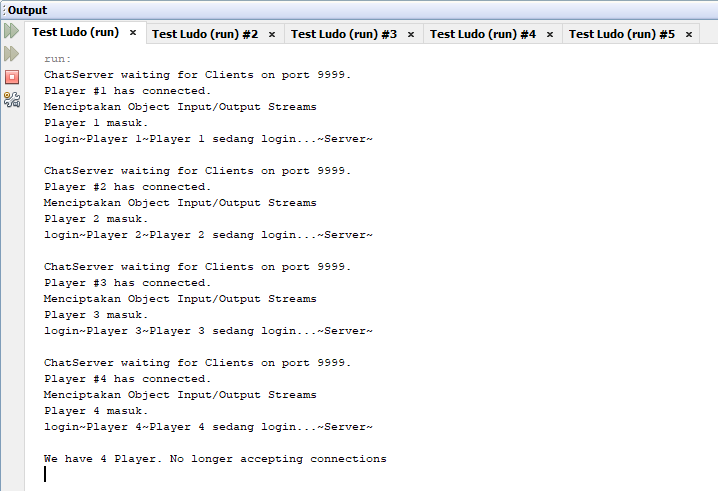 Output
Test Ludo (run) × Test Ludo (run) #2 × Test Ludo (run) #3 × Test Ludo (run) #4 × Test Ludo (run) #5 ×
run:
ChatServer waiting for Clients on port 9999.
Player #1 has connected.
Menciptakan Object Input/Output Streams
Player 1 masuk.
login~Player 1~Player 1 sedang login...~Server~
ChatServer waiting for Clients on port 9999.
Player #2 has connected.
Menciptakan Object Input/Output Streams
Player 2 masuk.
login~Player 2~Player 2 sedang login...~Server~
ChatServer waiting for Clients on port 9999.
Player #3 has connected.
Menciptakan Object Input/Output Streams
Player 3 masuk.
login~Player 3~Player 3 sedang login...~Server~
ChatServer waiting for Clients on port 9999.
Player #4 has connected.
Menciptakan Object Input/Output Streams
Player 4 masuk.
login~Player 4~Player 4 sedang login...~Server~
We have 4 Player. No longer accepting connections